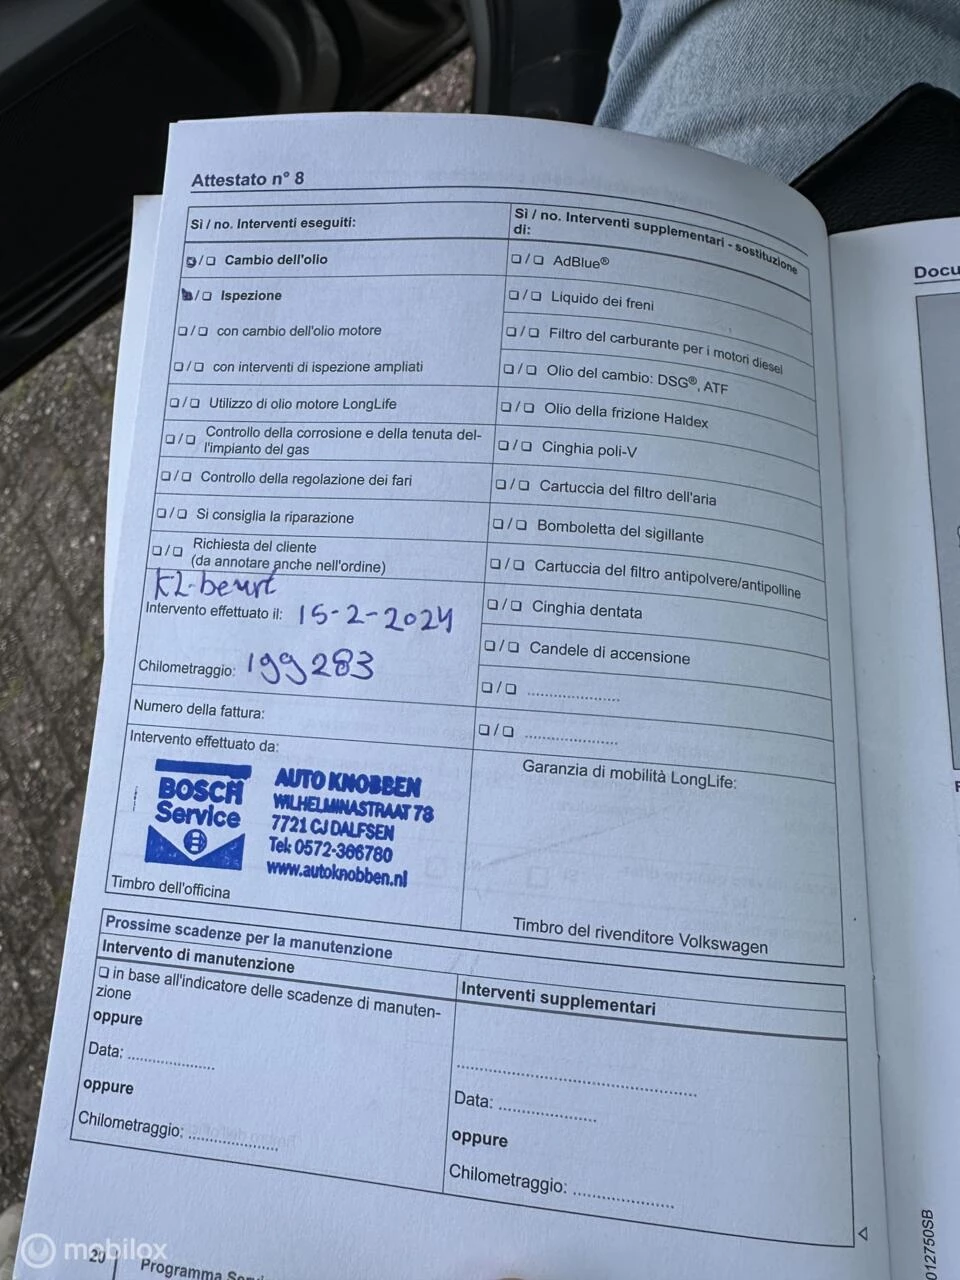 Attestato n° 8
Sì / no. Interventi eseguiti:
❏/❏ Cambio dell'olio
❏/❏ Ispezione
❏/❏ con cambio dell'olio motore
❏/❏ con interventi di ispezione ampliati
❏/❏ Utilizzo di olio motore LongLife
❏/❏ Controllo della corrosione e della tenuta del-
l'impianto del gas
❏/❏ Controllo della regolazione dei fari
❏/❏ Si consiglia la riparazione
❏/❏ Richiesta del cliente
(da annotare anche nell'ordine)
KL-beurt
Intervento effettuato il: 15-2-2024
Chilometraggio: 199283
Numero della fattura:
Intervento effettuato da:
BOSCH
Service
AUTO KNOBBEN
WILHELMINASTRAAT 78
7721 CJ DALFSEN
Tel: 0572-366780
www.autoknobben.nl
Timbro dell'officina
Sì / no. Interventi supplementari - sostituzione
di:
❏/❏ AdBlue®
❏/❏ Liquido dei freni
❏/❏ Filtro del carburante per i motori diesel
❏/❏ Olio del cambio: DSG®, ATF
❏/❏ Olio della frizione Haldex
❏/❏ Cinghia poli-V
❏/❏ Cartuccia del filtro dell'aria
❏/❏ Bomboletta del sigillante
❏/❏ Cartuccia del filtro antipolvere/antipolline
❏/❏ Cinghia dentata
❏/❏ Candele di accensione
❏/❏ .....................
❏/❏ .....................
Garanzia di mobilità LongLife:
Timbro del rivenditore Volkswagen
Prossime scadenze per la manutenzione
Intervento di manutenzione
❏ in base all'indicatore delle scadenze di manuten-
zione
oppure
Data: ....................
oppure
Chilometraggio: ....................
Interventi supplementari
......................................................
Data: ......................
oppure
Chilometraggio: .......................
20
Programma
Docu
012750SB
mobilox